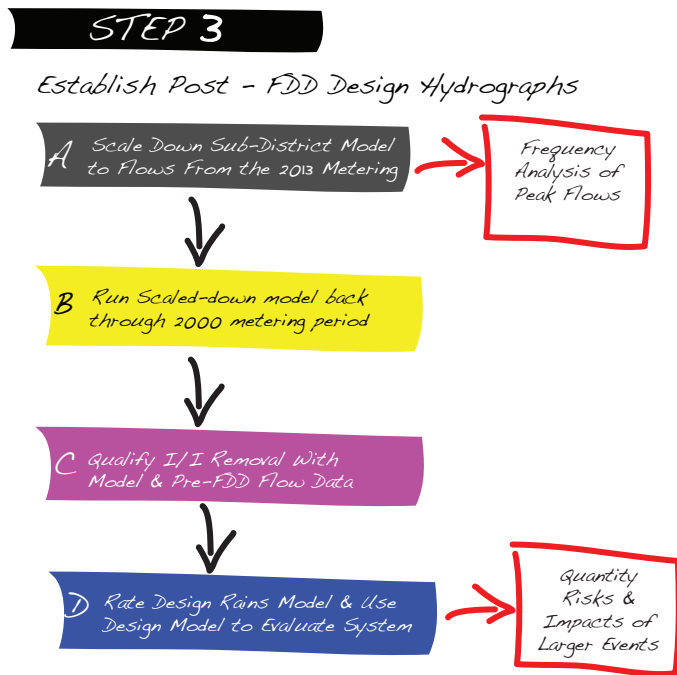 STEP 3
Establish Post - FDD Design Hydrographs
A Scale Down Sub-District Model
to Flows From the 2013 Metering
Frequency
Analysis of
Peak Flows
B Run Scaled-down model back
through 2000 metering period
C Qualify I/I Removal With
Model & Pre-FDD Flow Data
D Rate Design Rains Model & Use
Design Model to Evaluate System
Quantity
Risks &
Impacts of
Larger Events